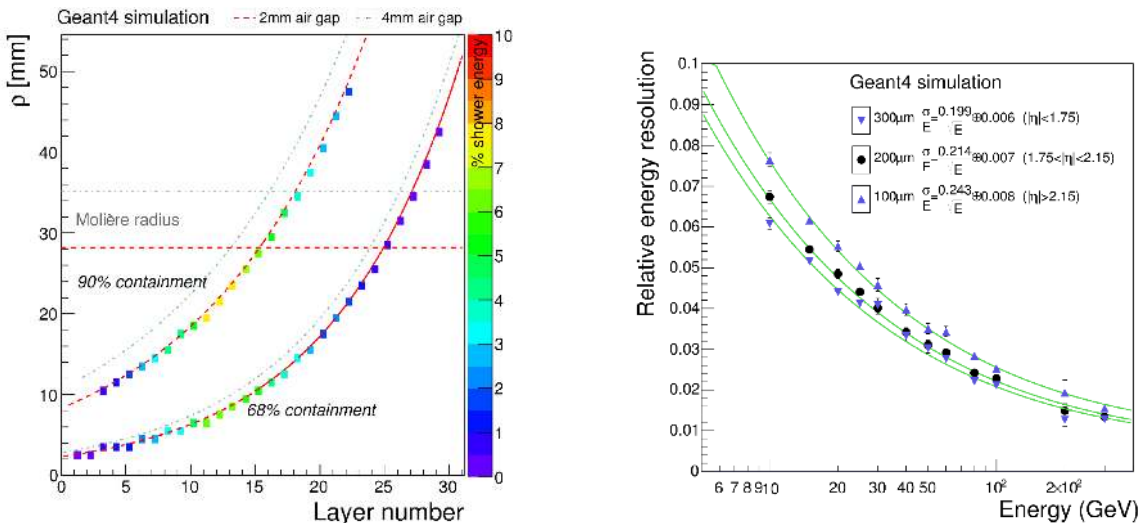 Geant4 simulation
2mm air gap
4mm air gap
ρ [mm]
50
40
30
20
10
0
Molière radius
90% containment
68% containment
0 5 10 15 20 25 30
Layer number
10
9
8
7
6
5
4
3
2
1
0
% shower energy
Relative energy resolution
0.1
0.09
0.08
0.07
0.06
0.05
0.04
0.03
0.02
0.01
0
Geant4 simulation
300μm σ/E=0.199/√E⊕0.006 (|η|<1.75)
200μm σ/E=0.214/√E⊕0.007 (1.75<|η|<2.15)
100μm σ/E=0.243/√E⊕0.008 (|η|>2.15)
6 7 8 9 10 20 30 40 50 10² 2×10²
Energy (GeV)